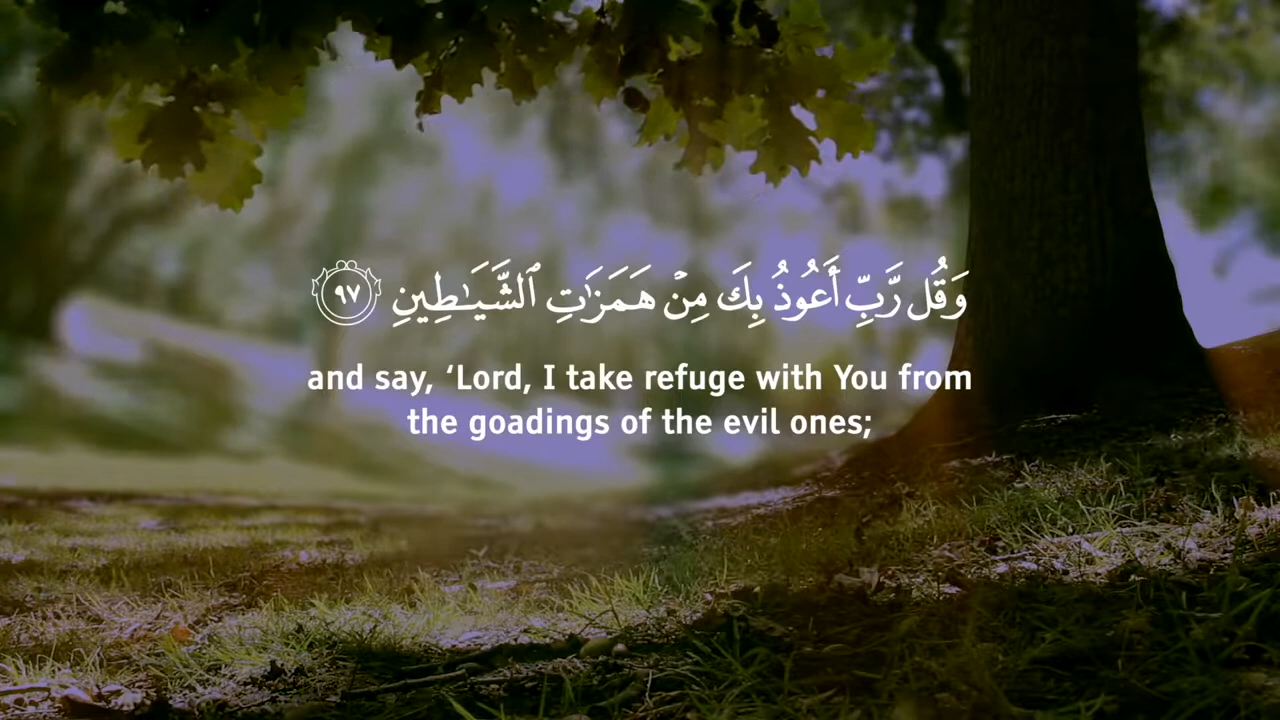 وَقُل رَّبِّ أَعُوذُ بِكَ مِنْ هَمَزَٰتِ ٱلشَّيَـٰطِينِ ٩٧
and say, ‘Lord, I take refuge with You from
the goadings of the evil ones;